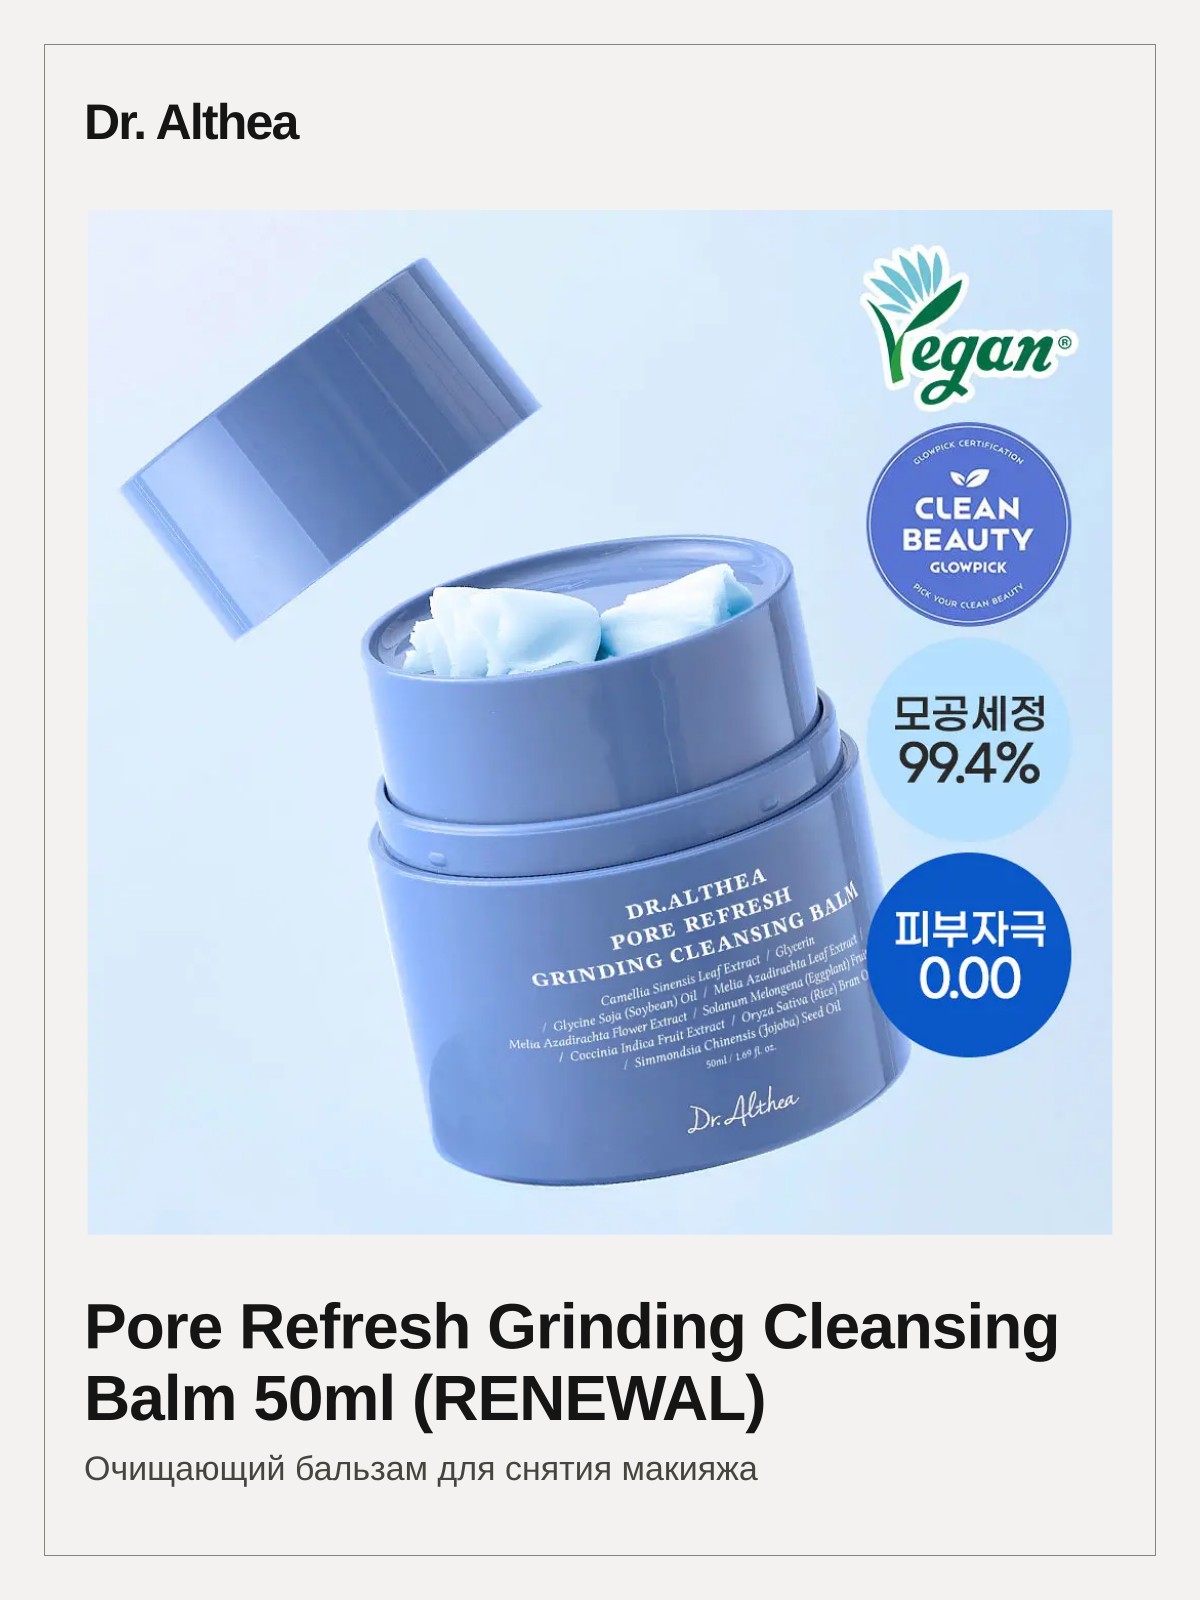 Dr. Althea
Vegan®
GLOWPICK CERTIFICATION
CLEAN
BEAUTY
GLOWPICK
PICK YOUR CLEAN BEAUTY
모공세정
99.4%
피부자극
0.00
DR.ALTHEA
PORE REFRESH
GRINDING CLEANSING BALM
Camellia Sinensis Leaf Extract / Glycerin
/ Glycine Soja (Soybean) Oil / Melia Azadirachta Leaf Extract /
Melia Azadirachta Flower Extract / Solanum Melongena (Eggplant)
/ Coccinia Indica Fruit Extract / Oryza Sativa (Rice) Bran
/ Simmondsia Chinensis (Jojoba) Seed Oil
50ml / 1.69 fl. oz.
Dr.Althea
Pore Refresh Grinding Cleansing
Balm 50ml (RENEWAL)
Очищающий бальзам для снятия макияжа